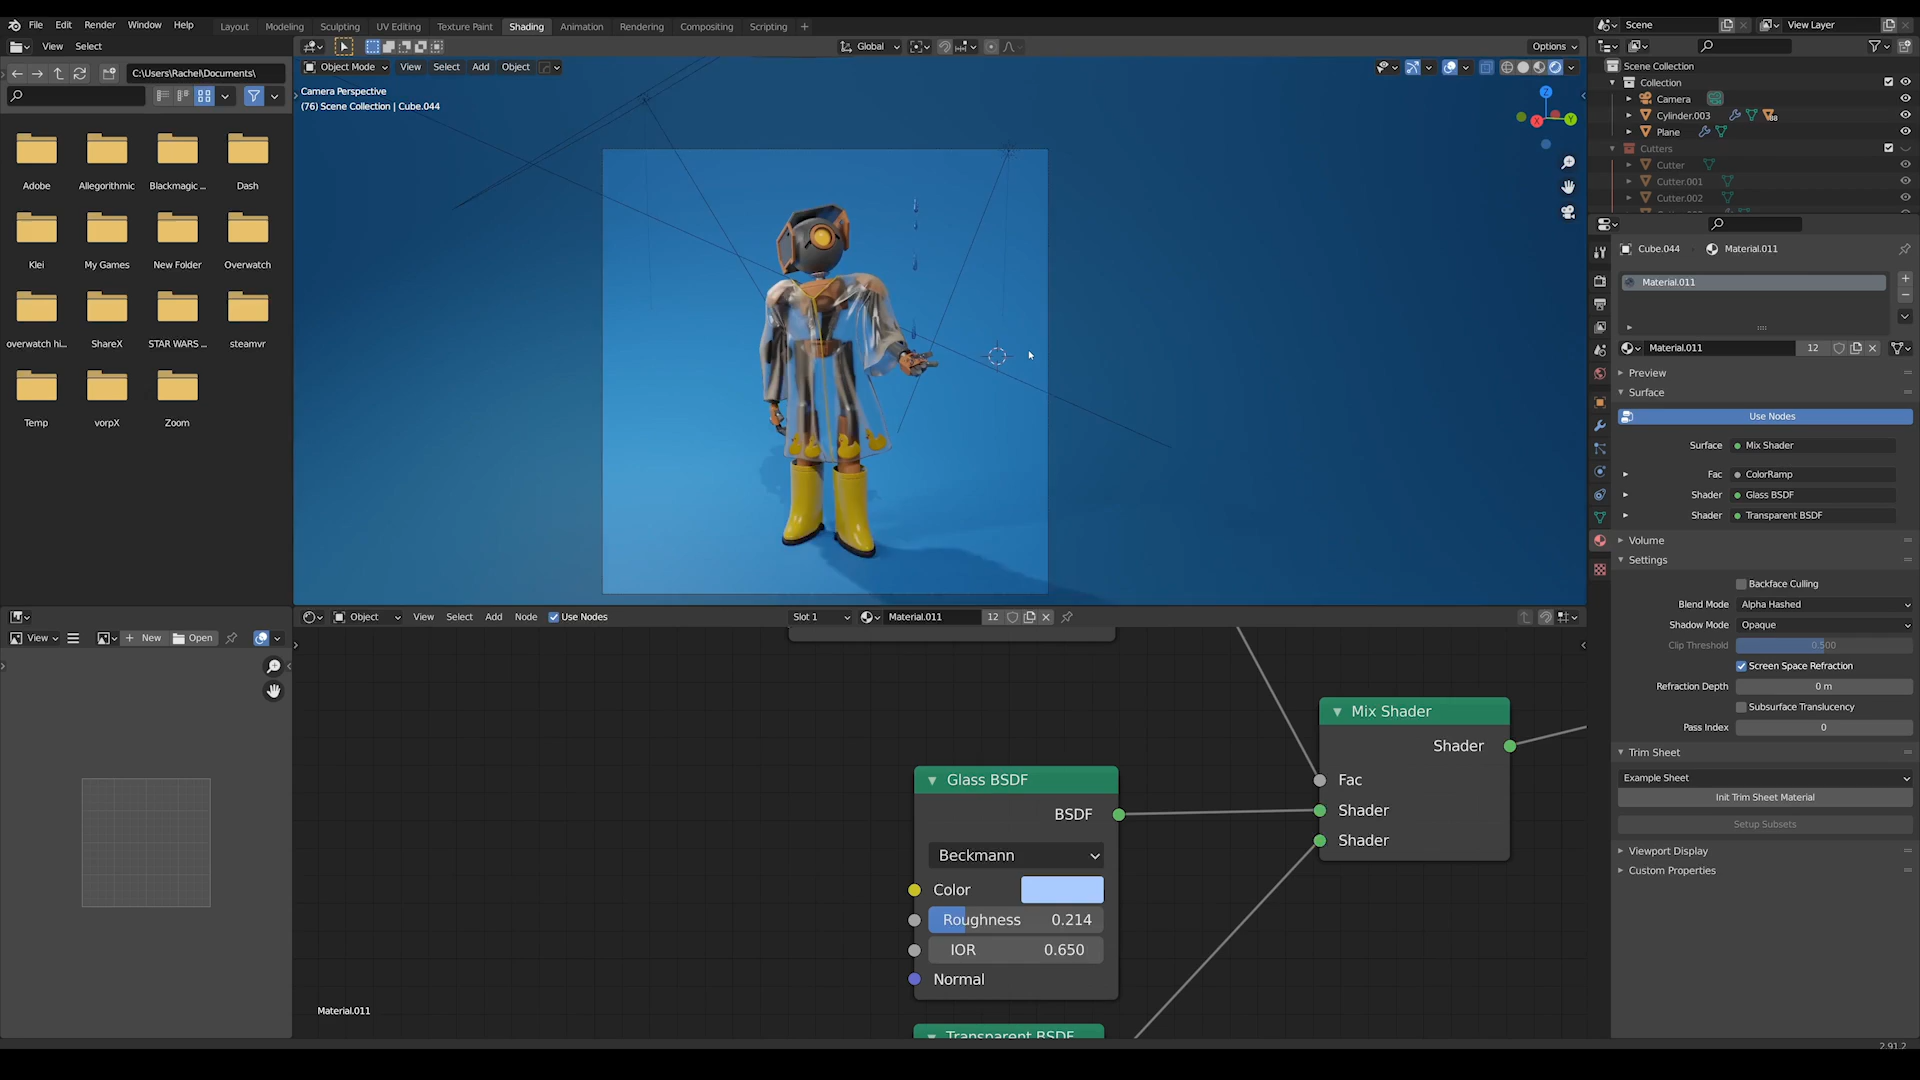 File Edit Render Window Help Layout Modeling Sculpting UV Editing Texture Paint Shading Animation Rendering Compositing Scripting +
Scene View Layer
View Select
Global
Options
C:\Users\Rachel\Documents\
Object Mode View Select Add Object
Camera Perspective
(76) Scene Collection | Cube.044
Z
Y
X
Adobe Allegorithmic Blackmagic ... Dash
Klei My Games New Folder Overwatch
overwatch hi... ShareX STAR WARS ... steamvr
Temp vorpX Zoom
Scene Collection
Collection
Camera
Cylinder.003
Plane
Cutters
Cutter
Cutter.001
Cutter.002
Cube.044 Material.011
Material.011
Material.011 12
Preview
Surface
Use Nodes
Surface Mix Shader
Fac ColorRamp
Shader Glass BSDF
Shader Transparent BSDF
Volume
Settings
Backface Culling
Blend Mode Alpha Hashed
Shadow Mode Opaque
Clip Threshold 0.500
Screen Space Refraction
Refraction Depth 0 m
Subsurface Translucency
Pass Index 0
Trim Sheet
Example Sheet
Init Trim Sheet Material
Setup Subsets
Viewport Display
Custom Properties
View New Open
Object View Select Add Node Use Nodes Slot 1 Material.011 12
Mix Shader
Shader
Fac
Shader
Shader
Glass BSDF
BSDF
Beckmann
Color
Roughness 0.214
IOR 0.650
Normal
Transparent BSDF
Material.011
2.91.2